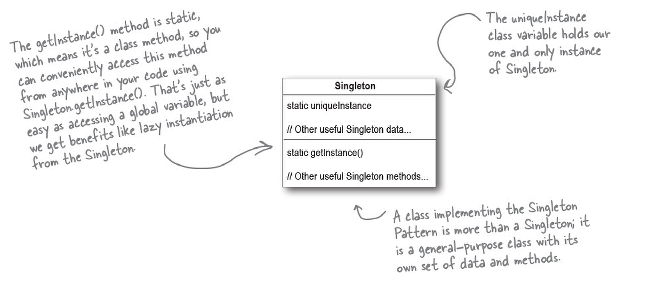 The getInstance() method is static,
which means it's a class method, so you
can conveniently access this method
from anywhere in your code using
Singleton.getInstance(). That's just as
easy as accessing a global variable, but
we get benefits like lazy instantiation
from the Singleton.
The uniqueInstance
class variable holds our
one and only instance
of Singleton.
Singleton
static uniqueInstance
// Other useful Singleton data...
static getInstance()
// Other useful Singleton methods...
A class implementing the Singleton
Pattern is more than a Singleton; it
is a general-purpose class with its
own set of data and methods.